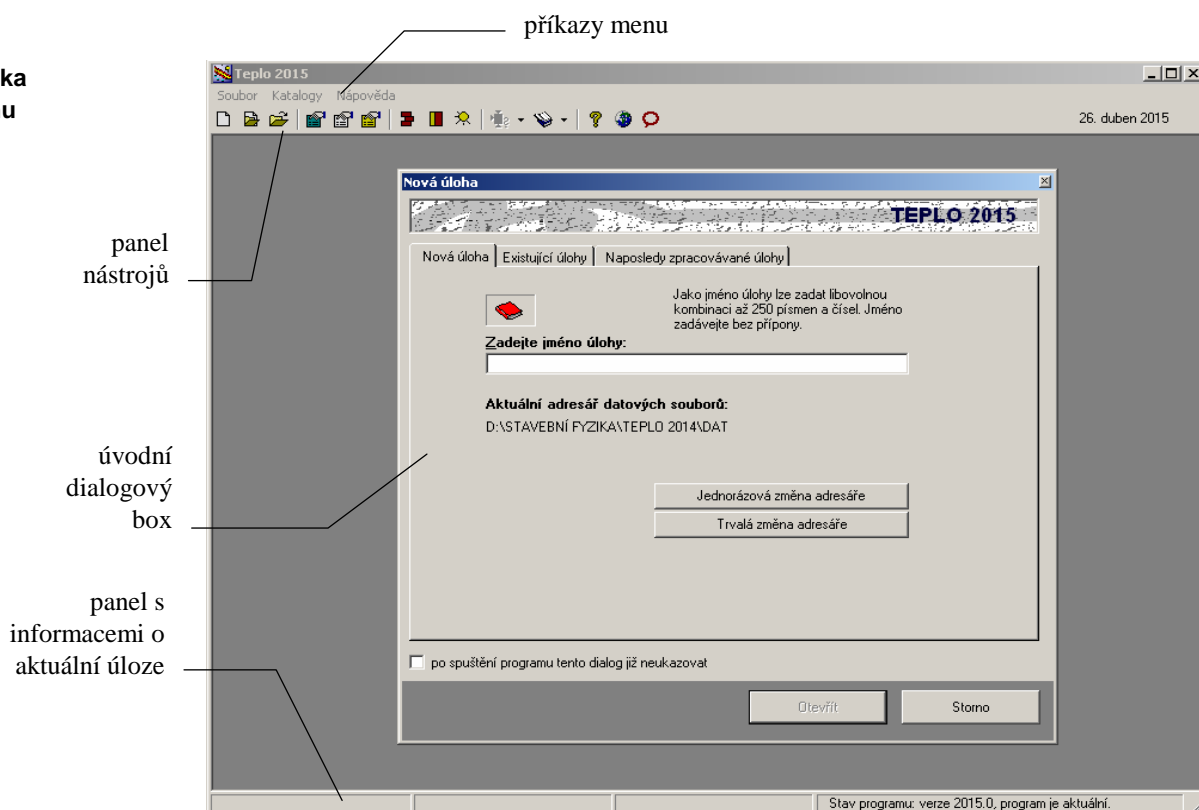 příkazy menu
ka
u
Teplo 2015
Soubor Katalogy Nápověda
26. duben 2015
Nová úloha
TEPLO 2015
Nová úloha Existující úlohy Naposledy zpracovávané úlohy
Jako jméno úlohy lze zadat libovolnou
kombinaci až 250 písmen a čísel. Jméno
zadávejte bez přípony.
Zadejte jméno úlohy:
Aktuální adresář datových souborů:
D:\STAVEBNÍ FYZIKA\TEPLO 2014\DAT
Jednorázová změna adresáře
Trvalá změna adresáře
po spuštění programu tento dialog již neukazovat
Otevřít Storno
panel
nástrojů
úvodní
dialogový
box
panel s
informacemi o
aktuální úloze
Stav programu: verze 2015.0, program je aktuální.